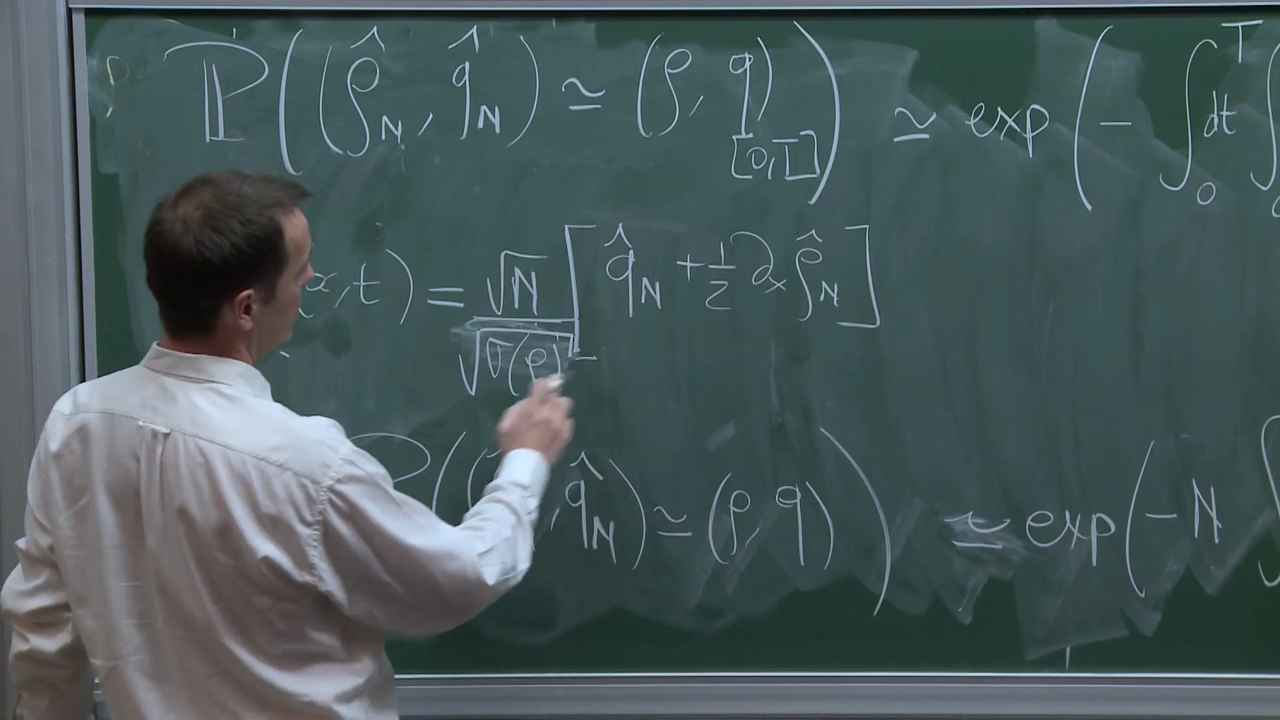 ℙ((ρ̂_N, q̂_N) ≃ (ρ, q)_[0,T]) ≃ exp(- ∫_0^T dt ∫
(x,t) = √N/√σ(ρ) [q̂_N + 1/2 ∂_x ρ̂_N]
((, q̂_N) ≃ (ρ, q)) ≃ exp(-N ∫